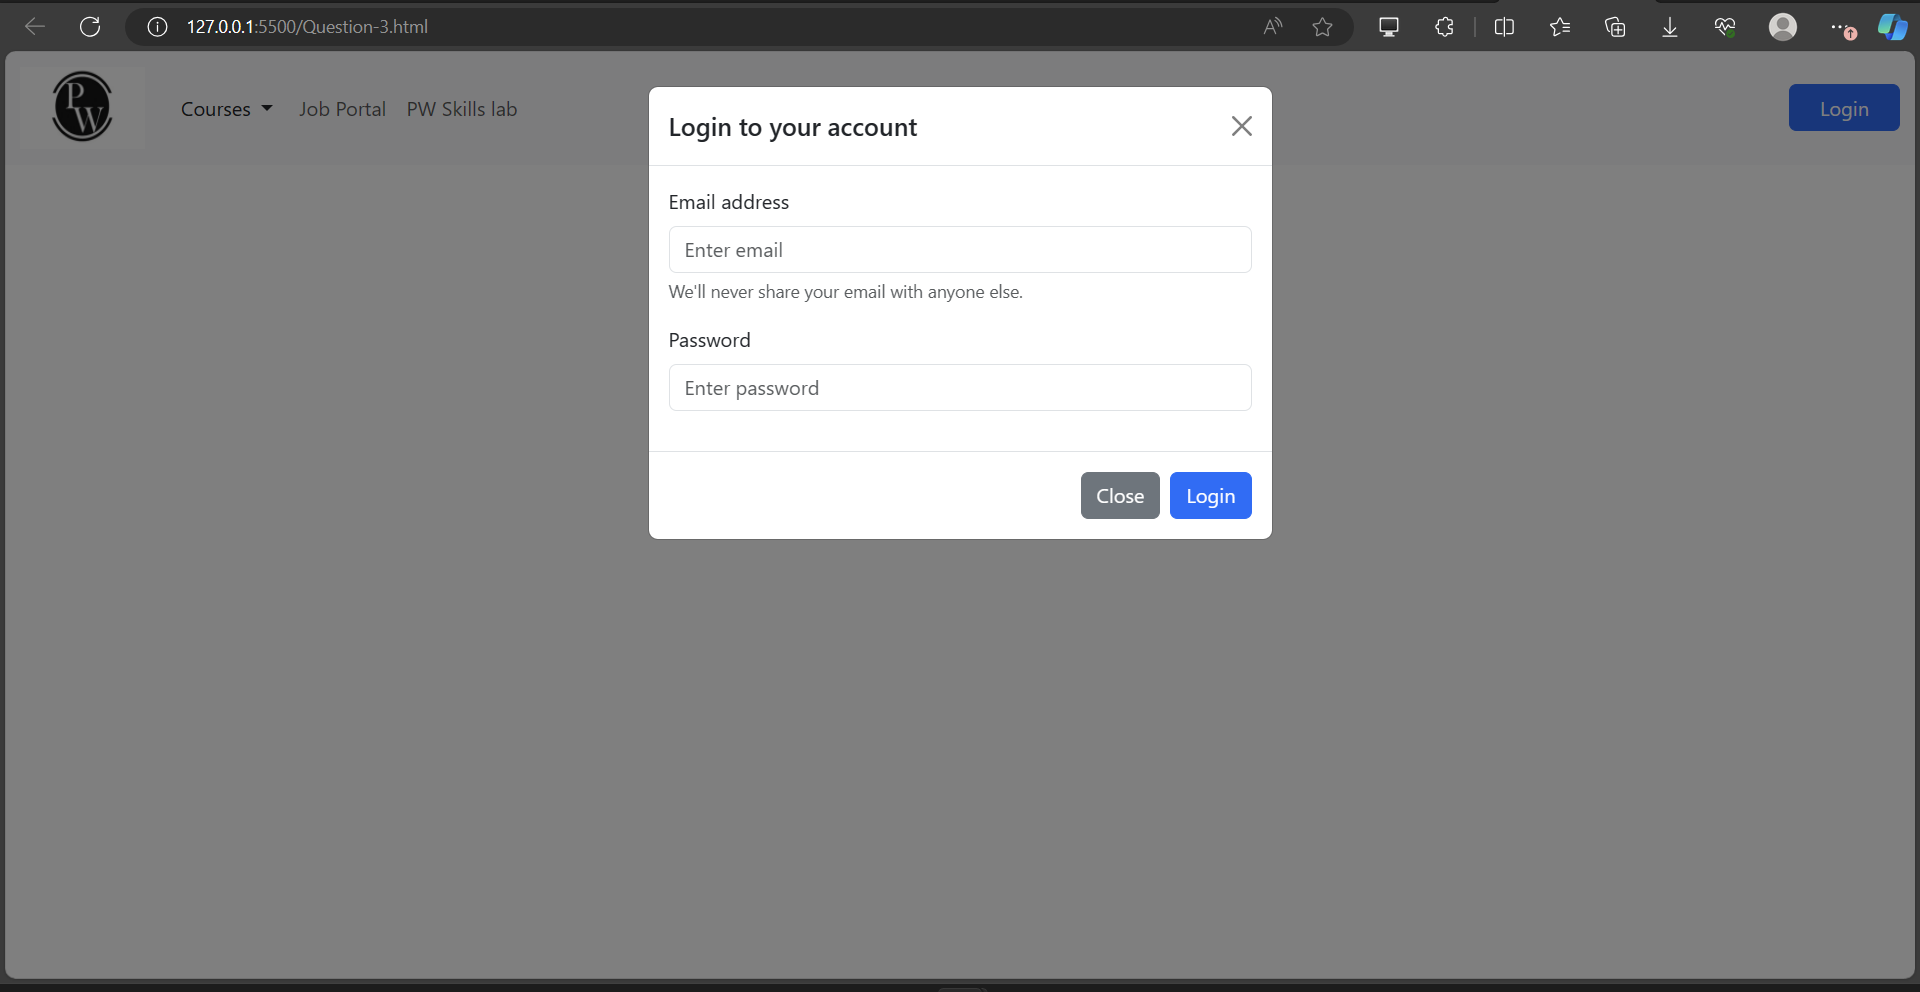 127.0.0.1:5500/Question-3.html
PW
Courses Job Portal PW Skills lab
Login
Login to your account
Email address
Enter email
We'll never share your email with anyone else.
Password
Enter password
Close Login